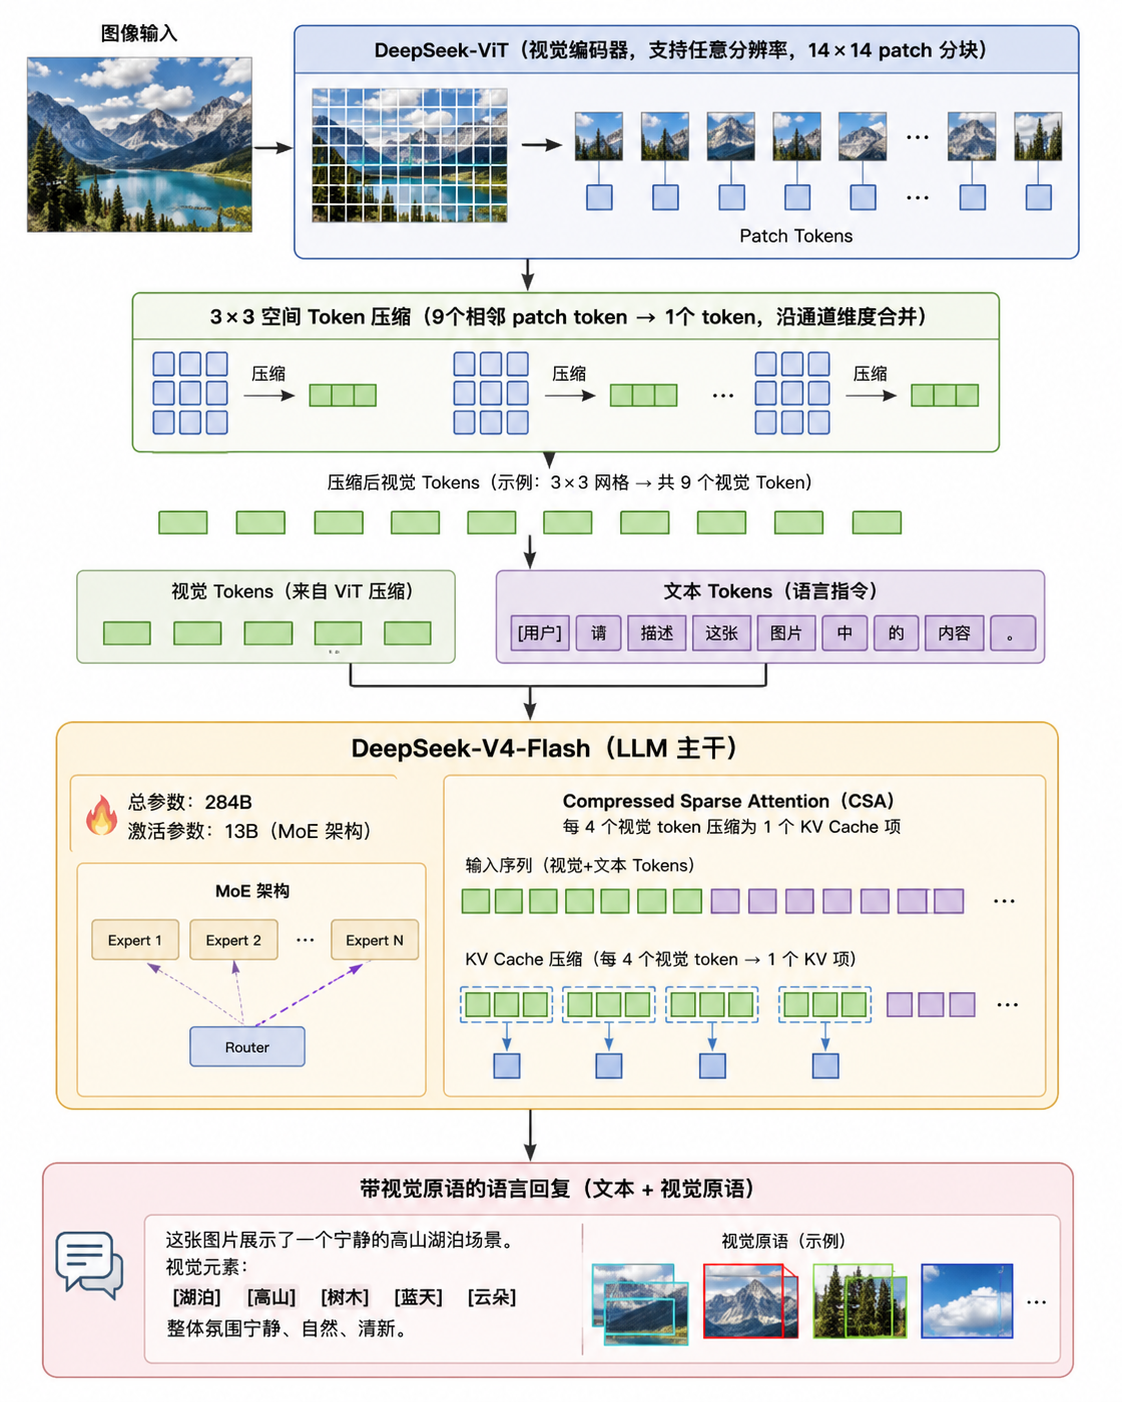 图像输入
DeepSeek-ViT（视觉编码器，支持任意分辨率，14×14 patch 分块）
...
...
Patch Tokens
3×3 空间 Token 压缩（9个相邻 patch token → 1个 token，沿通道维度合并）
压缩
压缩
...
压缩
压缩后视觉 Tokens（示例：3×3 网格 → 共 9 个视觉 Token）
视觉 Tokens（来自 ViT 压缩）
文本 Tokens（语言指令）
[用户] 请 描述 这张 图片 中 的 内容 。
DeepSeek-V4-Flash（LLM 主干）
总参数：284B
激活参数：13B（MoE 架构）
MoE 架构
Expert 1 Expert 2 ... Expert N
Router
Compressed Sparse Attention（CSA）
每 4 个视觉 token 压缩为 1 个 KV Cache 项
输入序列（视觉+文本 Tokens）
...
KV Cache 压缩（每 4 个视觉 token → 1 个 KV 项）
...
带视觉原语的语言回复（文本 + 视觉原语）
这张图片展示了一个宁静的高山湖泊场景。
视觉元素：
[湖泊] [高山] [树木] [蓝天] [云朵]
整体氛围宁静、自然、清新。
视觉原语（示例）
...